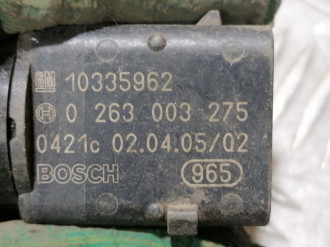 GM 10335962
0 263 003 275
0421c 02.04.05/02
BOSCH 965